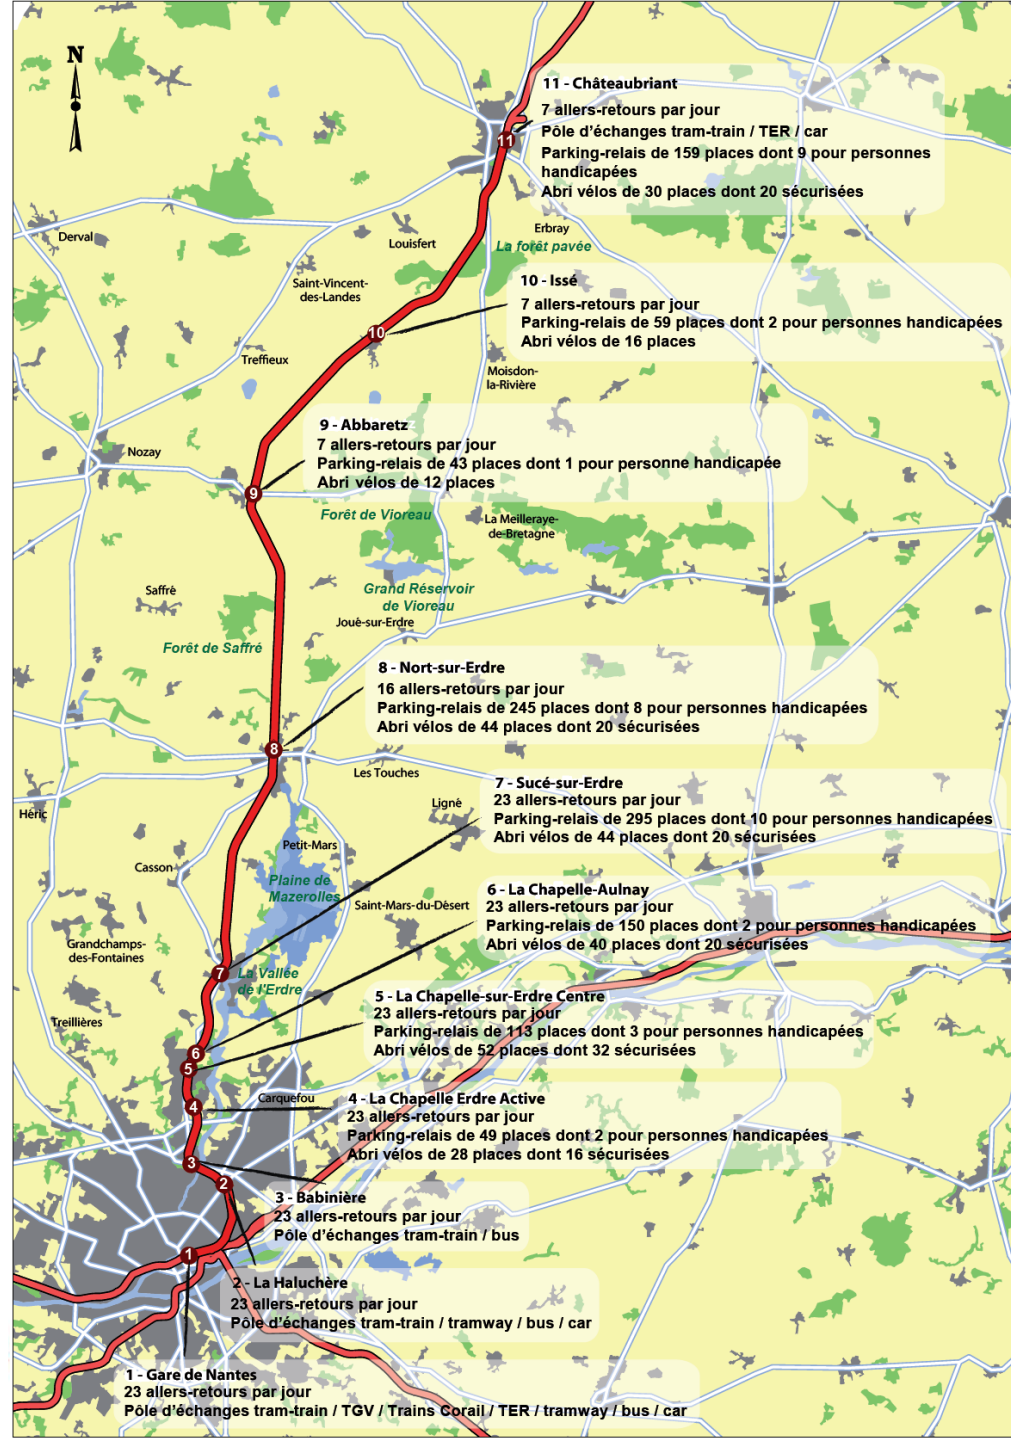 N
11 - Châteaubriant
7 allers-retours par jour
Pôle d'échanges tram-train / TER / car
Parking-relais de 159 places dont 9 pour personnes
handicapées
Abri vélos de 30 places dont 20 sécurisées
11
Erbray
La forêt pavée
Derval
Louisfert
Saint-Vincent-
des-Landes
10 - Issé
7 allers-retours par jour
Parking-relais de 59 places dont 2 pour personnes handicapées
Abri vélos de 16 places
10
Treffieux
Moisdon-
la-Rivière
9 - Abbaretz
7 allers-retours par jour
Parking-relais de 43 places dont 1 pour personne handicapée
Abri vélos de 12 places
Nozay
9
Forêt de Vioreau
La Meilleraye-
de-Bretagne
Grand Réservoir
de Vioreau
Saffré
Joué-sur-Erdre
Forêt de Saffré
8 - Nort-sur-Erdre
16 allers-retours par jour
Parking-relais de 245 places dont 8 pour personnes handicapées
Abri vélos de 44 places dont 20 sécurisées
8
Les Touches
7 - Sucé-sur-Erdre
23 allers-retours par jour
Parking-relais de 295 places dont 10 pour personnes handicapées
Abri vélos de 44 places dont 20 sécurisées
Ligné
Héric
Petit-Mars
Casson
Plaine de
Mazerolles
6 - La Chapelle-Aulnay
23 allers-retours par jour
Parking-relais de 150 places dont 2 pour personnes handicapées
Abri vélos de 40 places dont 20 sécurisées
Saint-Mars-du-Désert
Grandchamps-
des-Fontaines
7
La Vallée
de l'Erdre
5 - La Chapelle-sur-Erdre Centre
23 allers-retours par jour
Parking-relais de 113 places dont 3 pour personnes handicapées
Abri vélos de 52 places dont 32 sécurisées
Treillières
6
5
Carquefou
4 - La Chapelle Erdre Active
23 allers-retours par jour
Parking-relais de 49 places dont 2 pour personnes handicapées
Abri vélos de 28 places dont 16 sécurisées
4
3
2
3 - Babinière
23 allers-retours par jour
Pôle d'échanges tram-train / bus
1
2 - La Haluchère
23 allers-retours par jour
Pôle d'échanges tram-train / tramway / bus / car
1 - Gare de Nantes
23 allers-retours par jour
Pôle d'échanges tram-train / TGV / Trains Corail / TER / tramway / bus / car